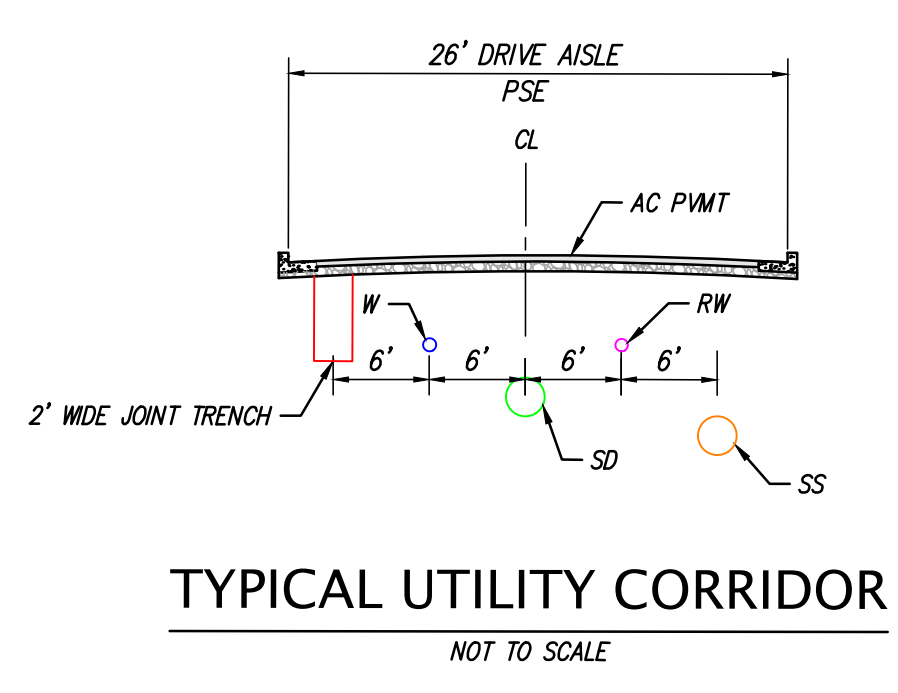 26' DRIVE AISLE
PSE
CL
AC PVMT
W
RW
6' 6' 6' 6'
2' WIDE JOINT TRENCH
SD
SS
TYPICAL UTILITY CORRIDOR
NOT TO SCALE